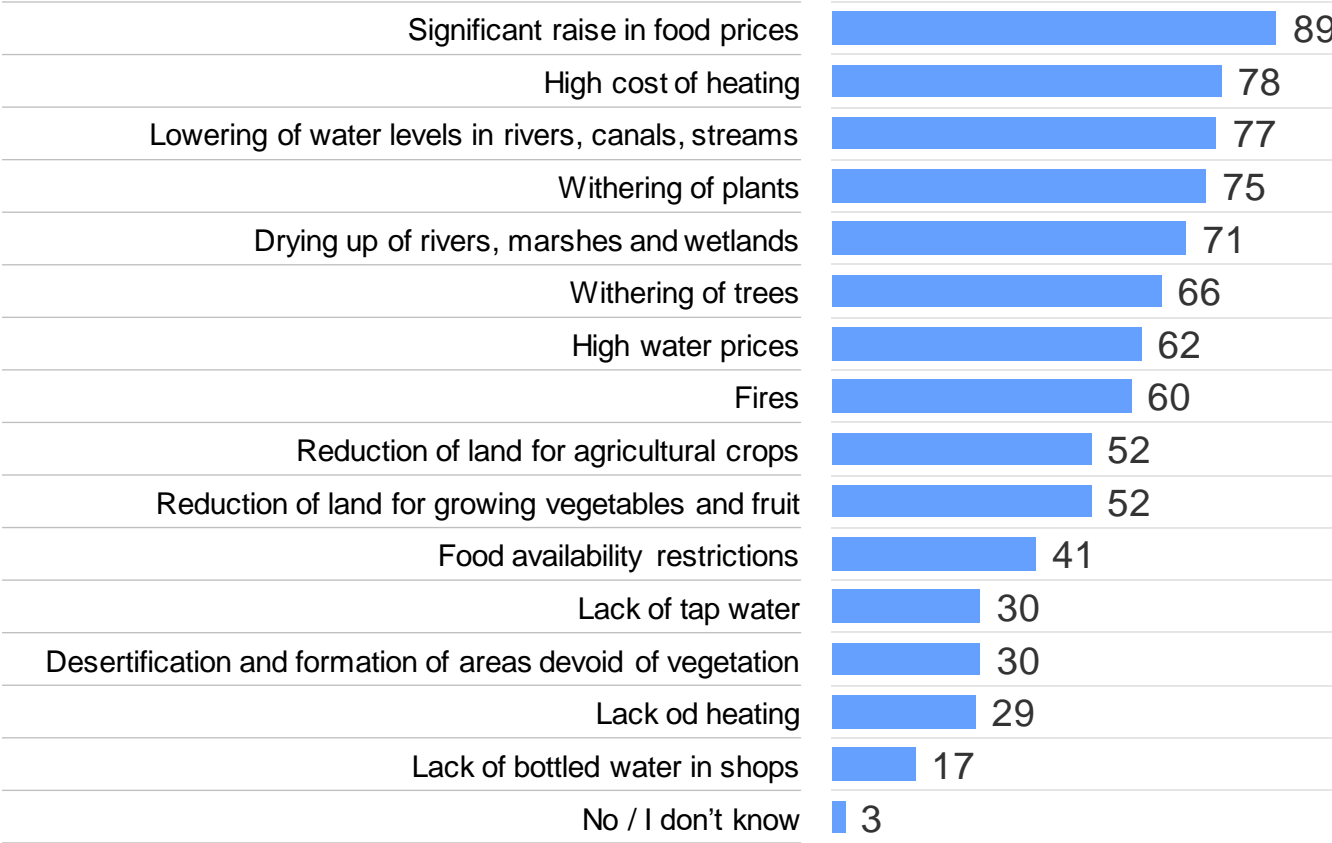 Significant raise in food prices 89
High cost of heating 78
Lowering of water levels in rivers, canals, streams 77
Withering of plants 75
Drying up of rivers, marshes and wetlands 71
Withering of trees 66
High water prices 62
Fires 60
Reduction of land for agricultural crops 52
Reduction of land for growing vegetables and fruit 52
Food availability restrictions 41
Lack of tap water 30
Desertification and formation of areas devoid of vegetation 30
Lack od heating 29
Lack of bottled water in shops 17
No / I don’t know 3